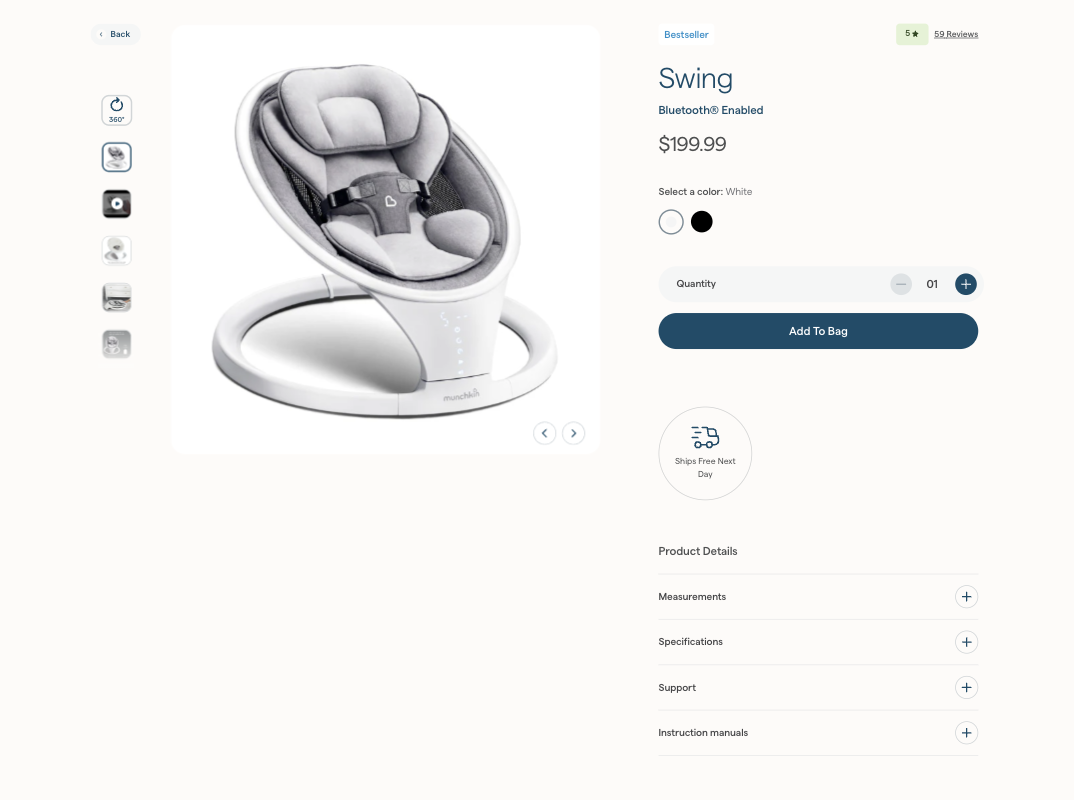 Back
Bestseller
5
59 Reviews
360°
Swing
Bluetooth® Enabled
$199.99
Select a color: White
Quantity
01
Add To Bag
munchkin
Ships Free Next
Day
Product Details
Measurements
Specifications
Support
Instruction manuals